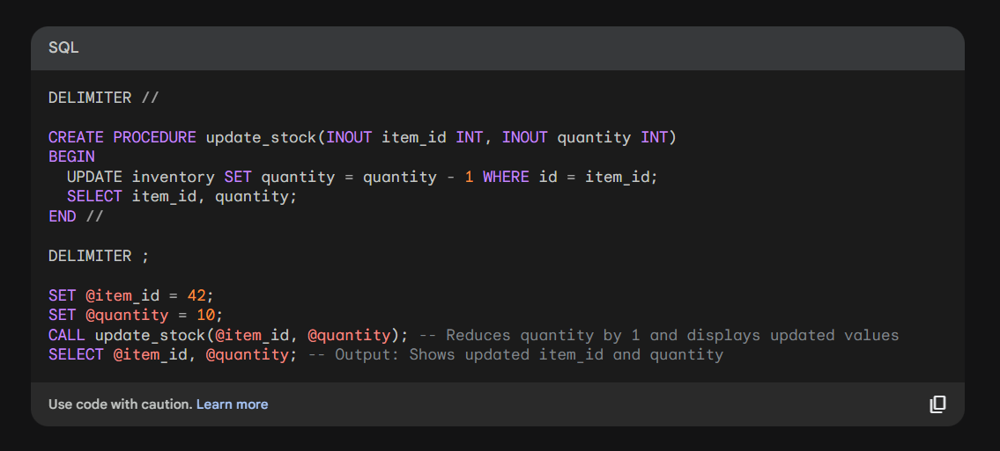 SQL
DELIMITER //
CREATE PROCEDURE update_stock(INOUT item_id INT, INOUT quantity INT)
BEGIN
  UPDATE inventory SET quantity = quantity - 1 WHERE id = item_id;
  SELECT item_id, quantity;
END //
DELIMITER ;
SET @item_id = 42;
SET @quantity = 10;
CALL update_stock(@item_id, @quantity); -- Reduces quantity by 1 and displays updated values
SELECT @item_id, @quantity; -- Output: Shows updated item_id and quantity
Use code with caution. Learn more